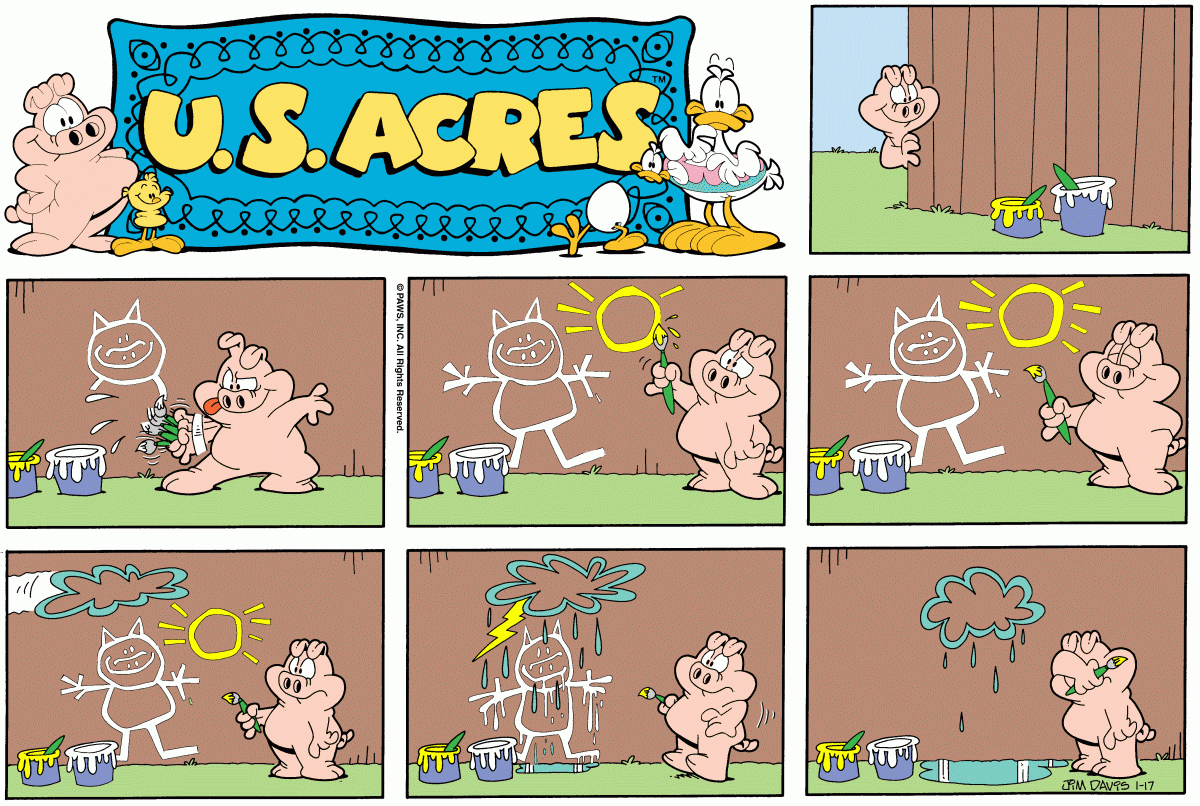 U.S. ACRES
™
© PAWS, INC. All Rights Reserved.
JIM DAVIS 1-17